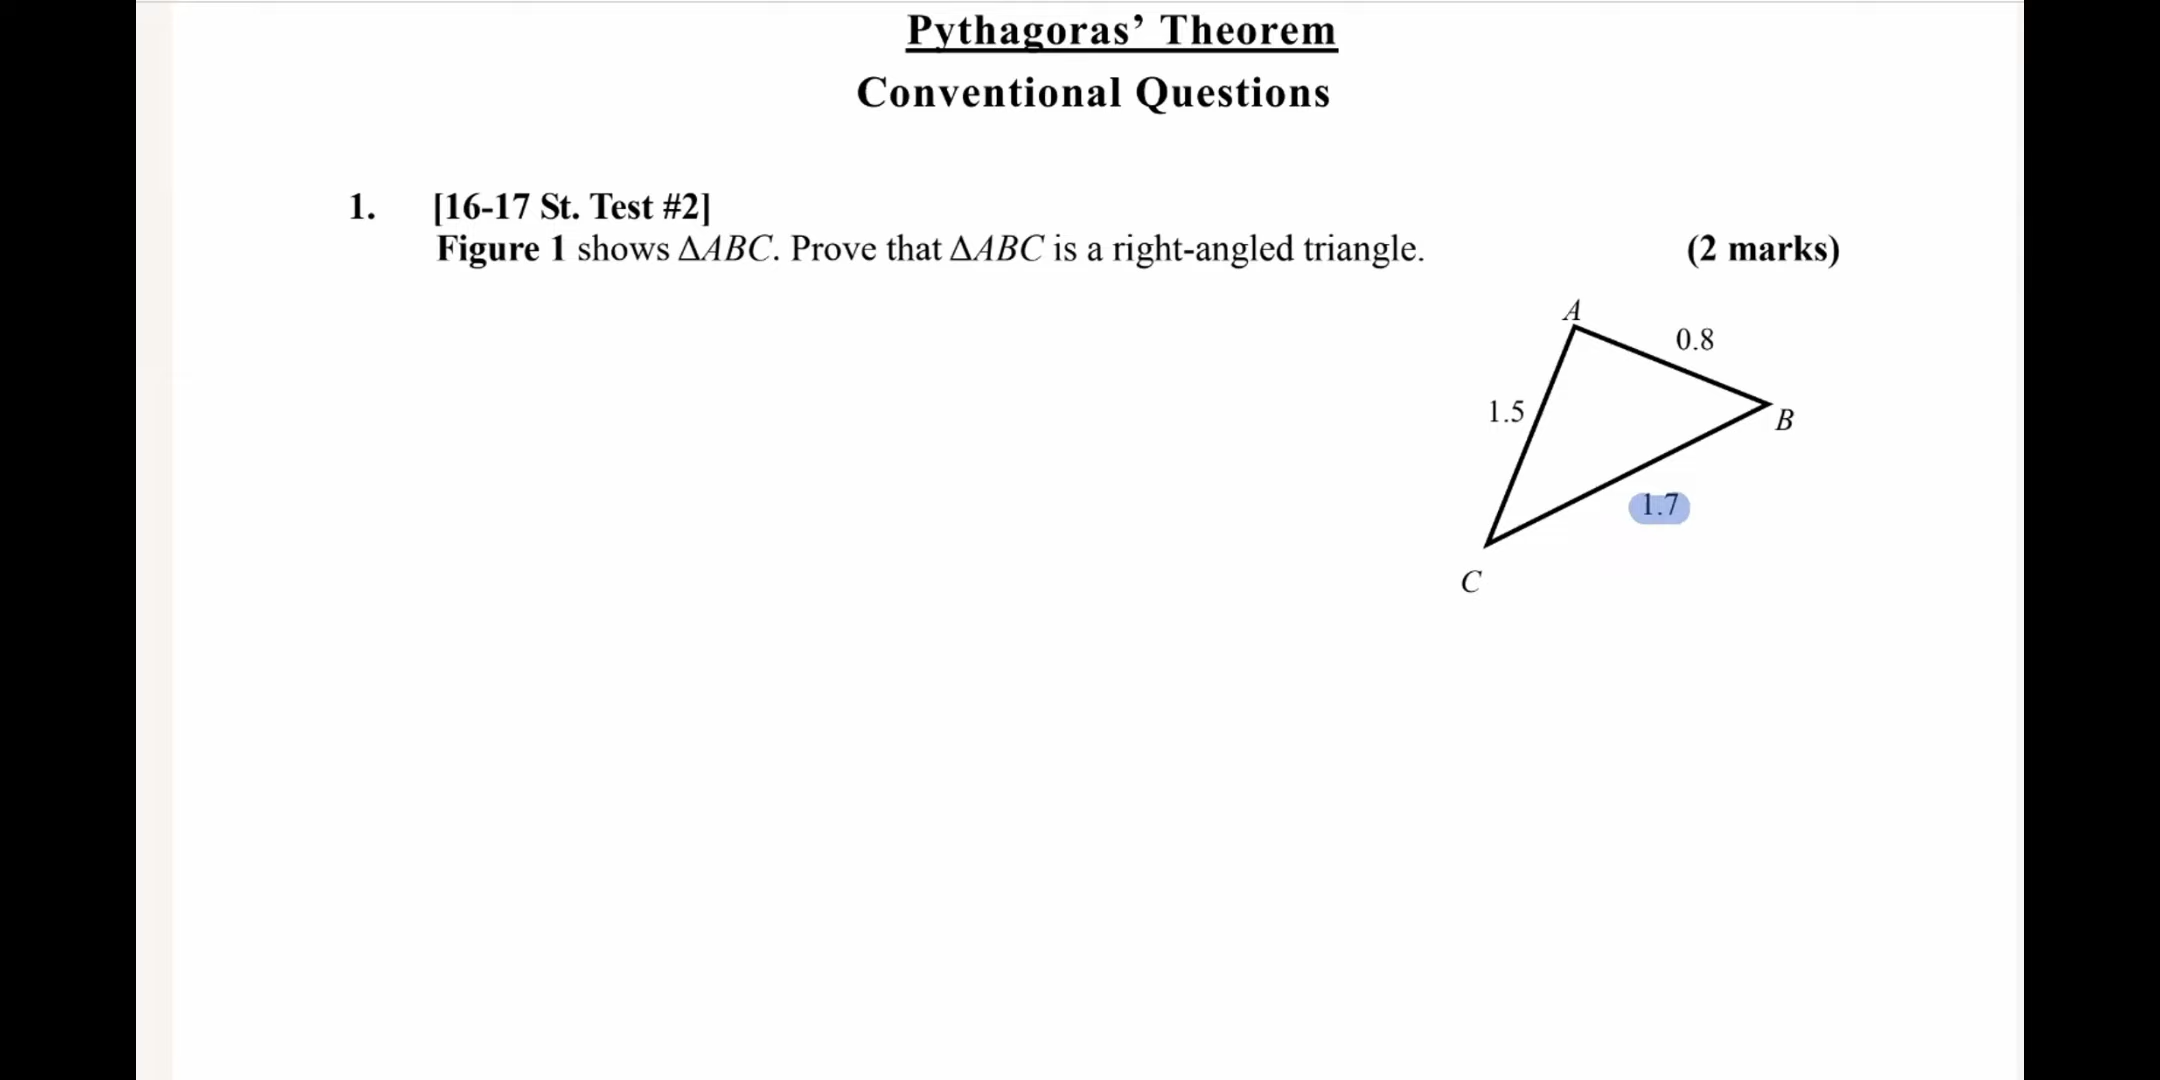 Pythagoras’ Theorem
Conventional Questions
1. [16-17 St. Test #2]
Figure 1 shows ΔABC. Prove that ΔABC is a right-angled triangle. (2 marks)
A
0.8
1.5
B
1.7
C